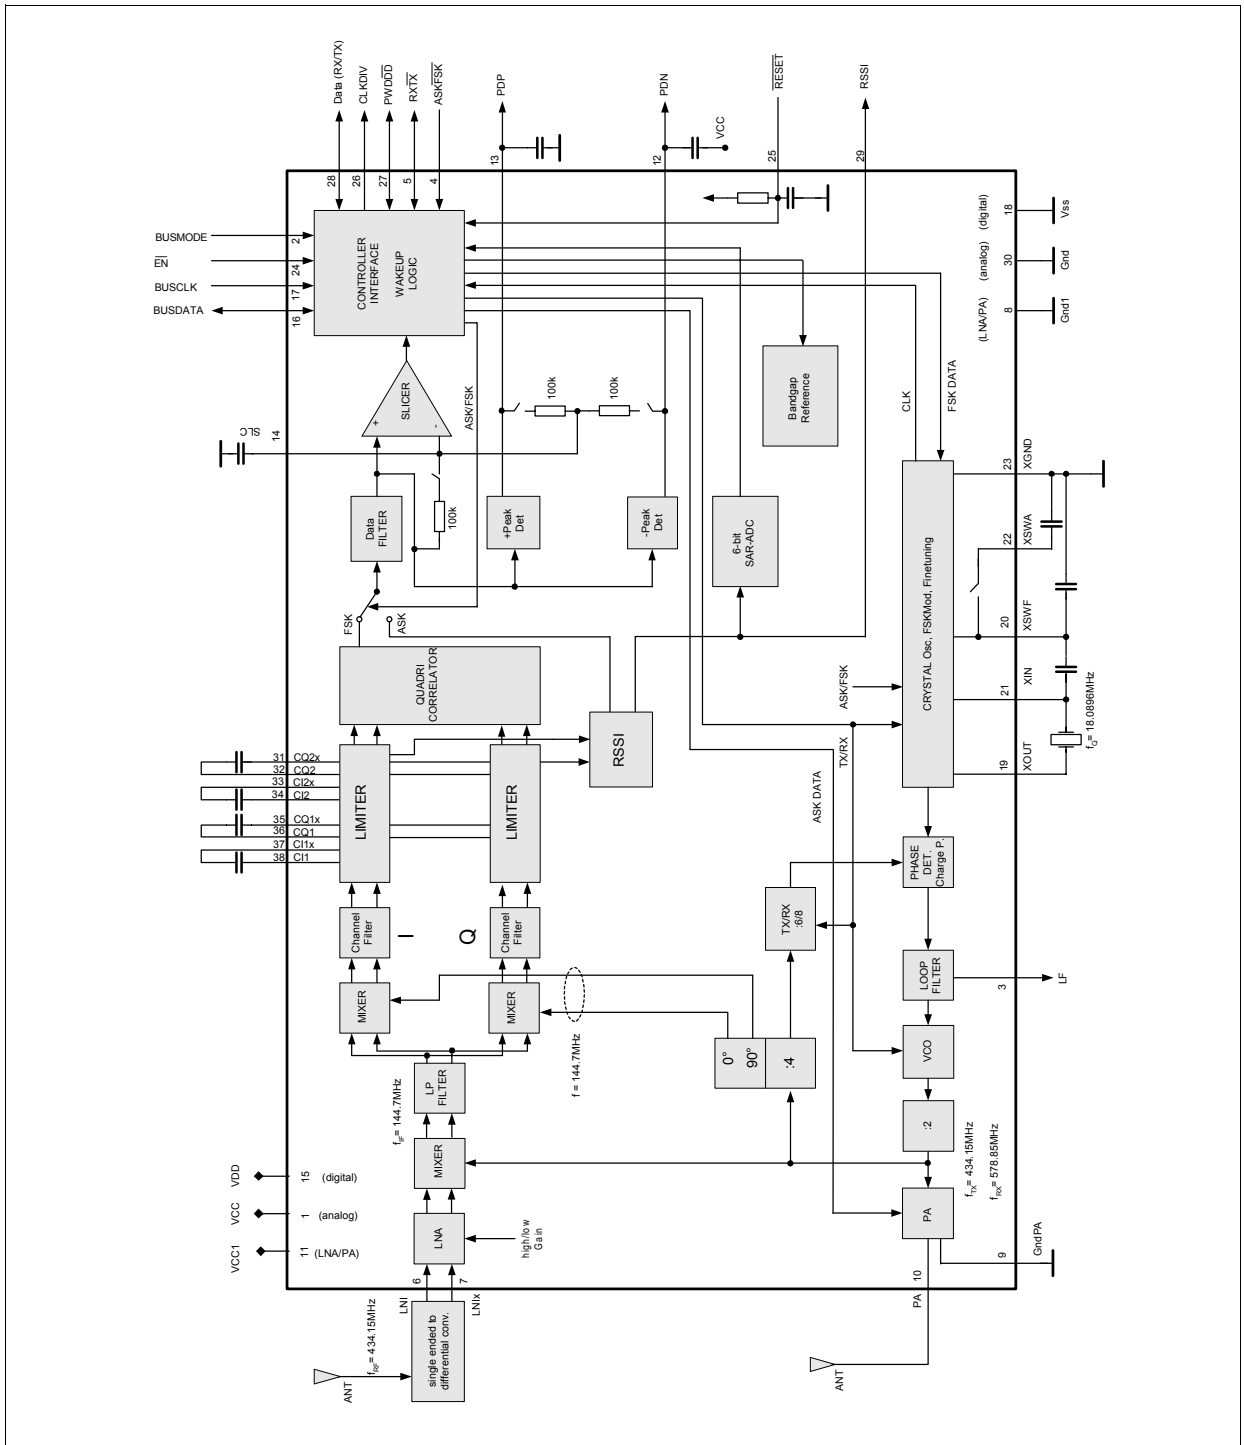 Data (RX/TX)
CLKDIV
PWDDD
RXTX
ASKFSK
PDP
PDN
VCC
RESET
RSSI
28
26
27
5
4
13
12
25
29
BUSMODE
EN
BUSCLK
BUSDATA
2
24
17
16
CONTROLLER
INTERFACE
WAKEUP
LOGIC
18
(digital)
Vss
30
(analog)
Gnd
8
(LNA/PA)
Gnd1
SLC
14
+
-
SLICER
ASK/FSK
100k
100k
Bandgap
Reference
CLK
FSK DATA
Data
FILTER
100k
+Peak
Det
-Peak
Det
6-bit
SAR-ADC
FSK
ASK
QUADRI
CORRELATOR
RSSI
ASK/FSK
TX/RX
ASK DATA
CRYSTAL Osc, FSKMod, Finetuning
23
XGND
22
XSWA
20
XSWF
21
XIN
19
XOUT
fQ= 18.0896MHz
31 CQ2x
32 CQ2
33 CI2x
34 CI2
35 CQ1x
36 CQ1
37 CI1x
38 CI1
LIMITER
LIMITER
Channel
Filter
I
Q
Channel
Filter
MIXER
MIXER
f = 144.7MHz
TX/RX
:6/8
PHASE
DET.
Charge P.
LOOP
FILTER
3
LF
0°
90°
:4
VCO
:2
LP
FILTER
fIF= 144.7MHz
MIXER
fTX= 434.15MHz
fRX= 578.85MHz
VDD
15 (digital)
VCC
1 (analog)
VCC1
11 (LNA/PA)
LNA
high/low
Gain
PA
9
GndPA
10
PA
6
LNI
7
LNIx
fRF= 434.15MHz
single ended to
differential conv.
ANT
ANT